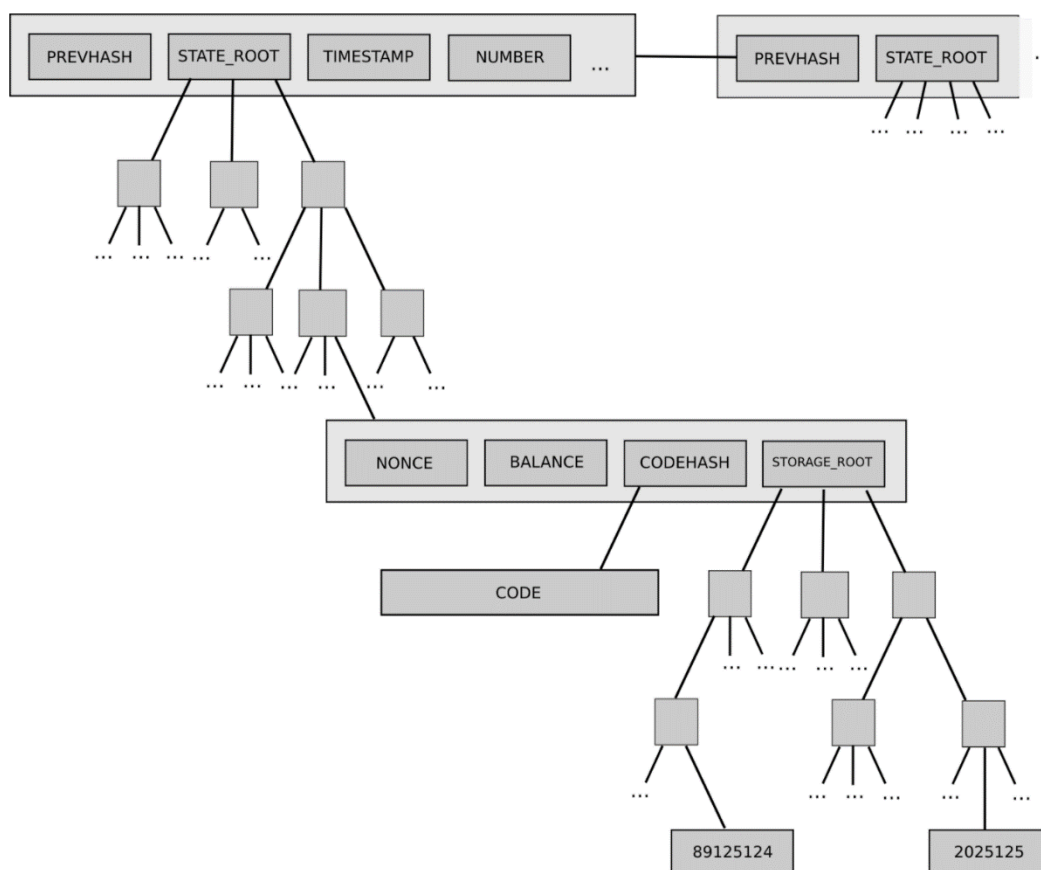 PREVHASH STATE_ROOT TIMESTAMP NUMBER ... PREVHASH STATE_ROOT ...
... ... ... ...
... ... ... ... ...
... ... ... ... ... ... ...
NONCE BALANCE CODEHASH STORAGE_ROOT
CODE
... ... ... ... ...
... ... ... ... ... ...
89125124 2025125